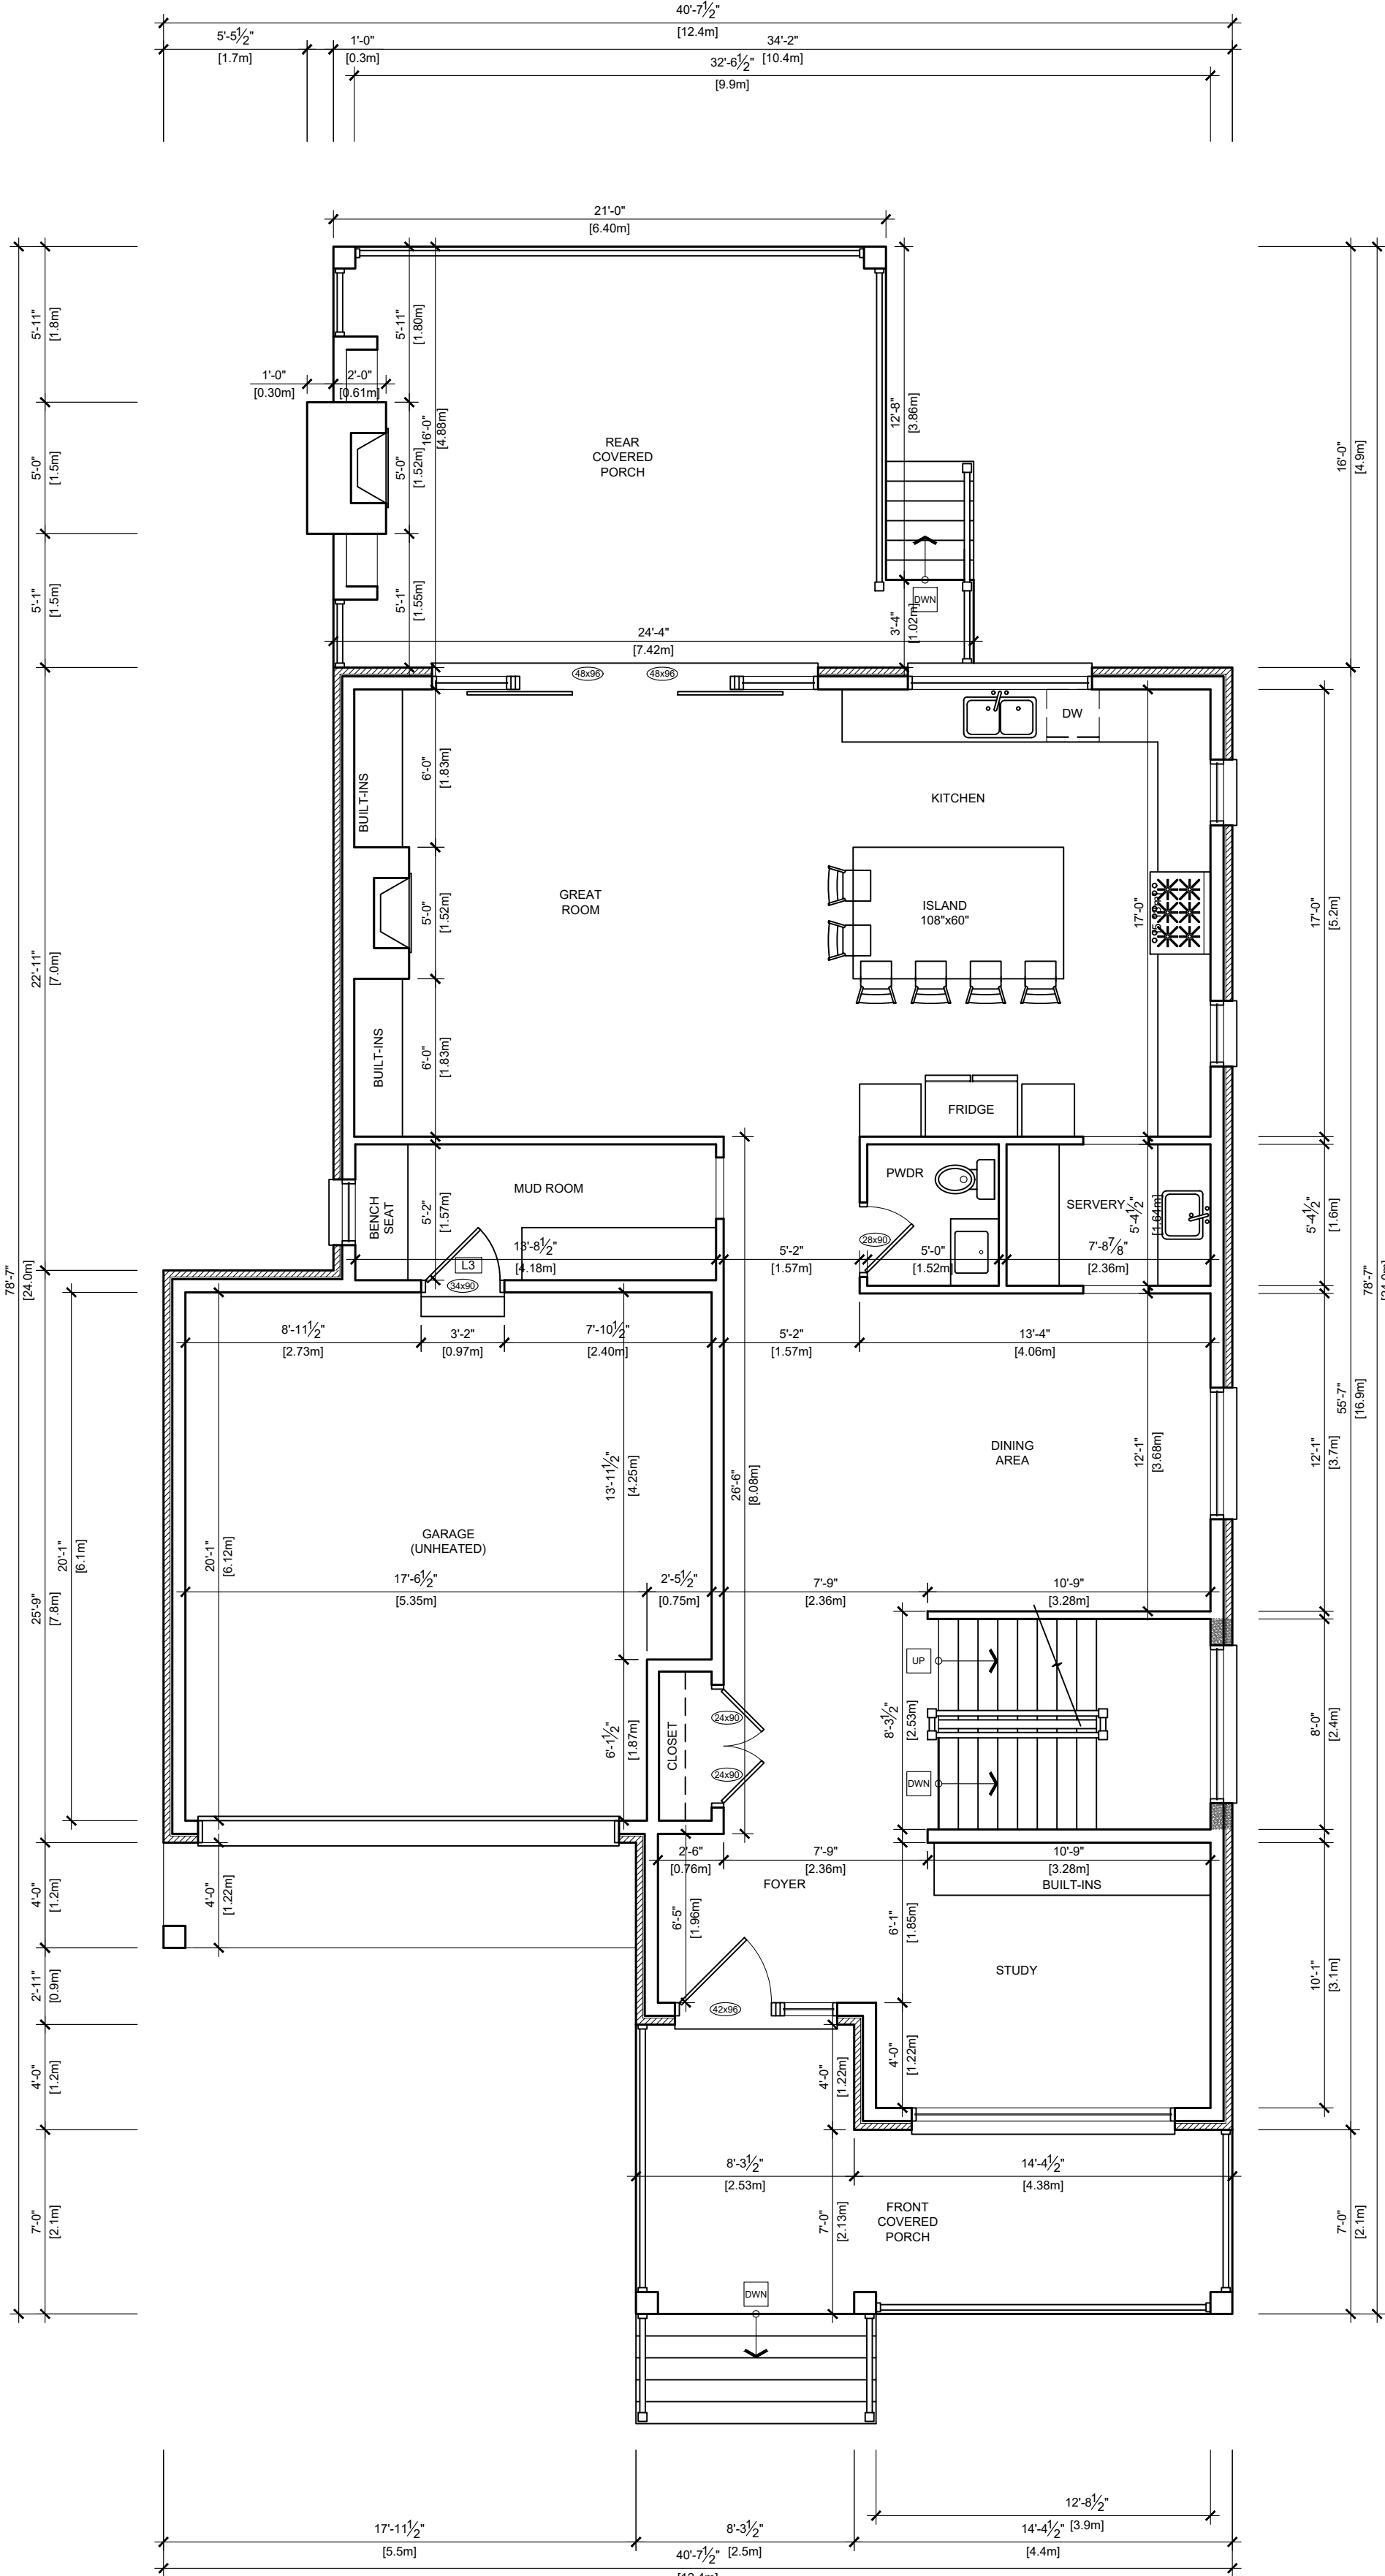 40'-7½"
[12.4m]
5'-5½"
[1.7m]
1'-0"
[0.3m]
34'-2"
[10.4m]
32'-6½"
[9.9m]
21'-0"
[6.40m]
5'-11"
[1.8m]
5'-11"
[1.80m]
1'-0"
[0.30m]
2'-0"
[0.61m]
16'-0"
[4.88m]
12'-8"
[3.86m]
5'-0"
[1.5m]
5'-0"
[1.52m]
REAR
COVERED
PORCH
16'-0"
[4.9m]
5'-1"
[1.5m]
5'-1"
[1.55m]
DWN
3'-4"
[1.02m]
24'-4"
[7.42m]
48x96
48x96
DW
BUILT-INS
6'-0"
[1.83m]
KITCHEN
GREAT
ROOM
ISLAND
108"x60"
5'-0"
[1.52m]
17'-0"
17'-0"
[5.2m]
22'-11"
[7.0m]
BUILT-INS
6'-0"
[1.83m]
FRIDGE
MUD ROOM
PWDR
SERVERY
BENCH
SEAT
5'-2"
[1.57m]
5'-4½"
[1.64m]
5'-4½"
[1.6m]
L3
34x90
28x90
13'-8½"
[4.18m]
5'-2"
[1.57m]
5'-0"
[1.52m]
7'-8⅞"
[2.36m]
78'-7"
[24.0m]
78'-7"
8'-11½"
[2.73m]
3'-2"
[0.97m]
7'-10½"
[2.40m]
5'-2"
[1.57m]
13'-4"
[4.06m]
55'-7"
[16.9m]
DINING
AREA
12'-1"
[3.68m]
12'-1"
[3.7m]
13'-11½"
[4.25m]
26'-6"
[8.08m]
GARAGE
(UNHEATED)
25'-9"
[7.8m]
20'-1"
[6.1m]
20'-1"
[6.12m]
17'-6½"
[5.35m]
2'-5½"
[0.75m]
7'-9"
[2.36m]
10'-9"
[3.28m]
UP
DWN
8'-3½"
[2.53m]
8'-0"
[2.4m]
24x90
24x90
CLOSET
6'-1½"
[1.87m]
2'-6"
[0.76m]
7'-9"
[2.36m]
10'-9"
[3.28m]
BUILT-INS
FOYER
4'-0"
[1.2m]
4'-0"
[1.22m]
6'-5"
[1.96m]
6'-1"
[1.85m]
STUDY
10'-1"
[3.1m]
2'-11"
[0.9m]
42x96
4'-0"
[1.2m]
4'-0"
[1.22m]
4'-0"
[1.22m]
8'-3½"
[2.53m]
14'-4½"
[4.38m]
7'-0"
[2.1m]
7'-0"
[2.13m]
FRONT
COVERED
PORCH
7'-0"
[2.1m]
DWN
12'-8½"
[3.9m]
17'-11½"
[5.5m]
8'-3½"
[2.5m]
14'-4½"
[4.4m]
40'-7½"